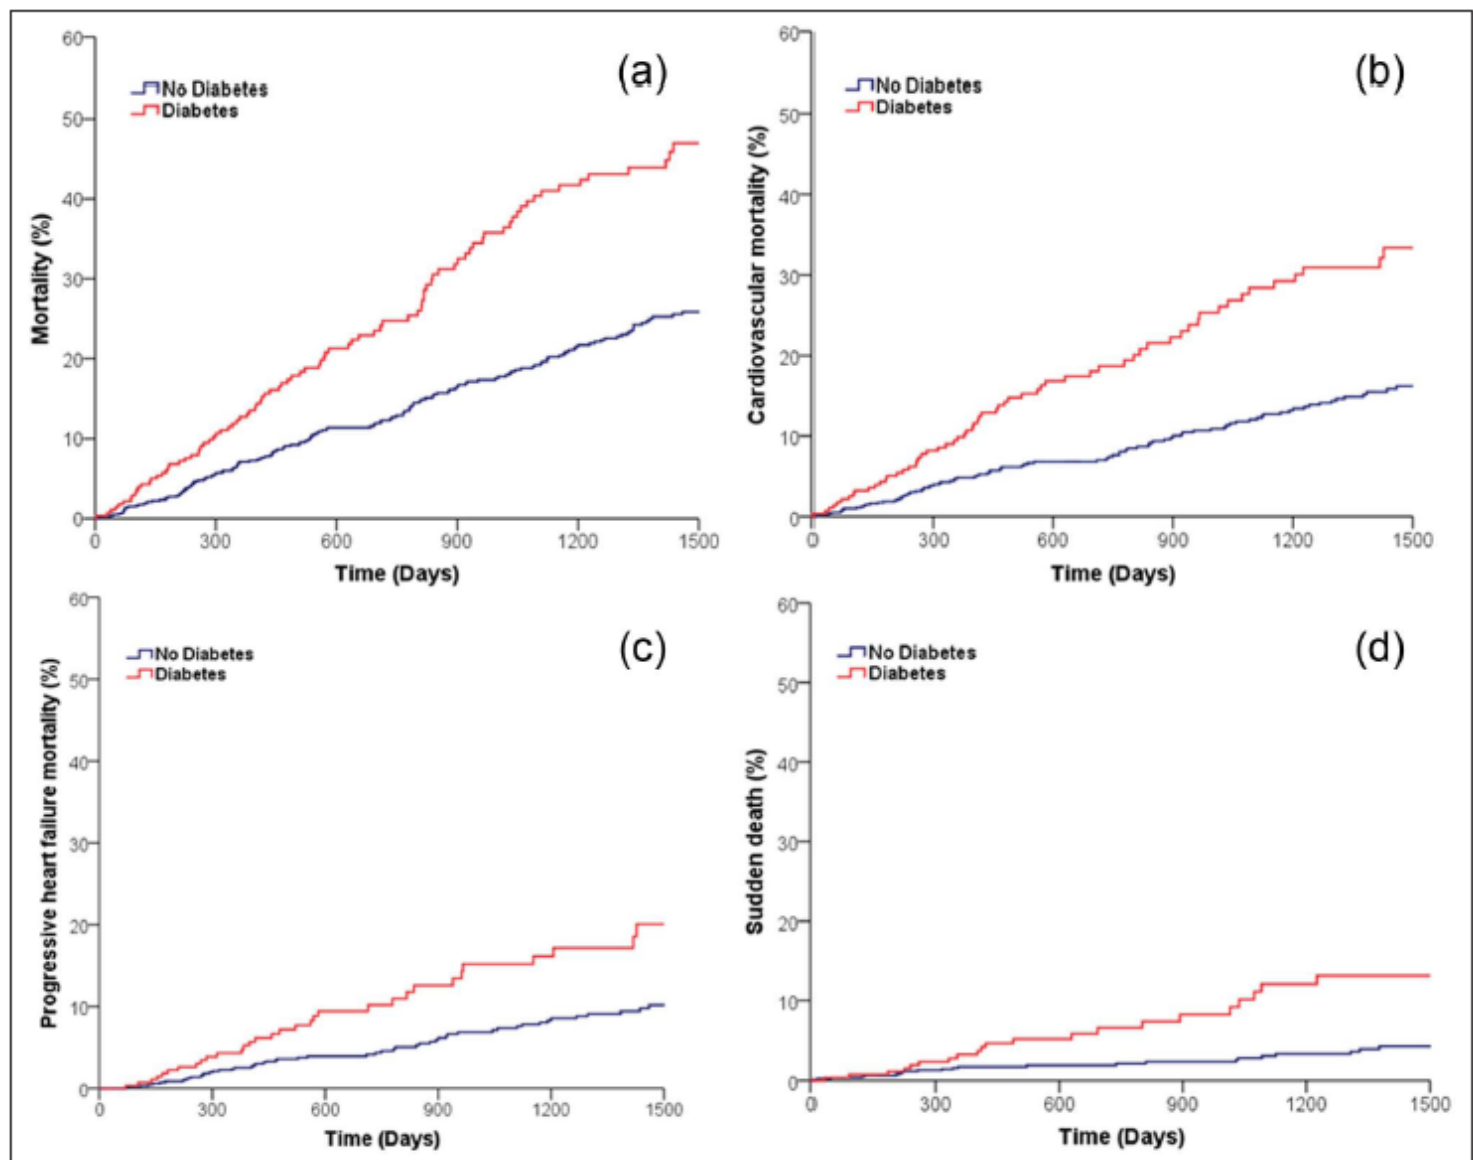 (a)
No Diabetes
Diabetes
Mortality (%)
60
50
40
30
20
10
0
0 300 600 900 1200 1500
Time (Days)
(b)
No Diabetes
Diabetes
Cardiovascular mortality (%)
60
50
40
30
20
10
0
0 300 600 900 1200 1500
Time (Days)
(c)
No Diabetes
Diabetes
Progressive heart failure mortality (%)
60
50
40
30
20
10
0
0 300 600 900 1200 1500
Time (Days)
(d)
No Diabetes
Diabetes
Sudden death (%)
60
50
40
30
20
10
0
0 300 600 900 1200 1500
Time (Days)